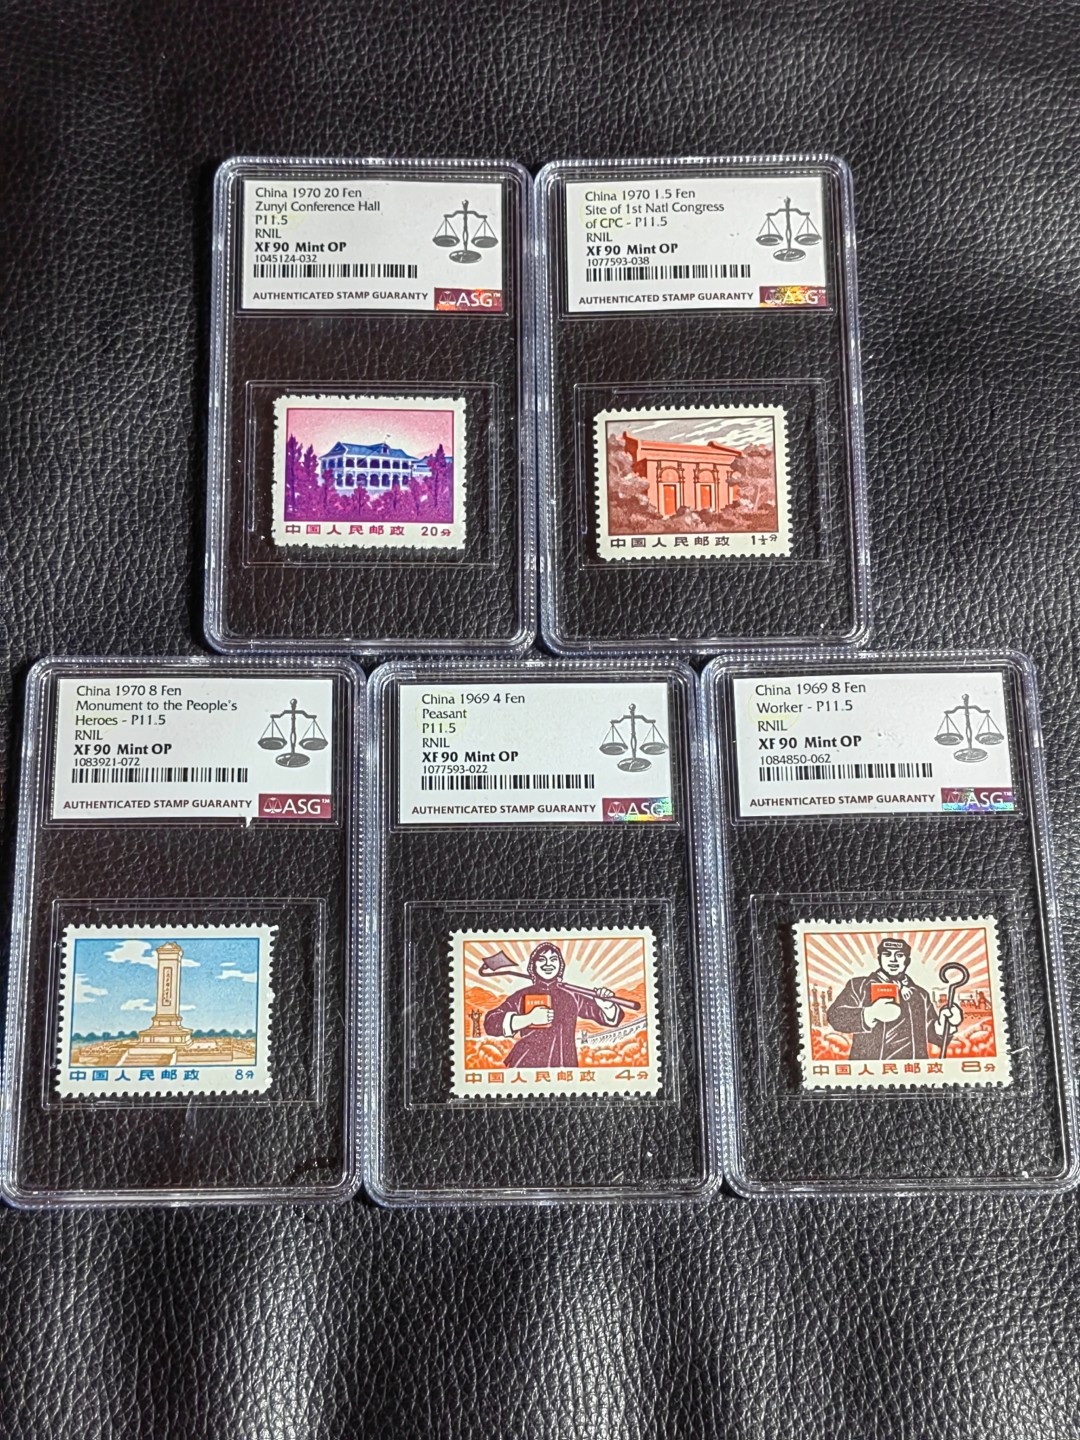 China 1970 20 Fen
Zunyi Conference Hall
P11.5
RNIL
XF 90 Mint OP
1045124-032
AUTHENTICATED STAMP GUARANTY ASG™
中国人民邮政 20分
China 1970 1.5 Fen
Site of 1st Natl Congress
of CPC - P11.5
RNIL
XF 90 Mint OP
1077593-038
AUTHENTICATED STAMP GUARANTY ASG™
中国人民邮政 1½分
China 1970 8 Fen
Monument to the People's
Heroes - P11.5
RNIL
XF 90 Mint OP
1083921-072
AUTHENTICATED STAMP GUARANTY ASG™
中国人民邮政 8分
China 1969 4 Fen
Peasant
P11.5
RNIL
XF 90 Mint OP
1077593-022
AUTHENTICATED STAMP GUARANTY ASG
中国人民邮政 4分
China 1969 8 Fen
Worker - P11.5
RNIL
XF 90 Mint OP
1084850-062
AUTHENTICATED STAMP GUARANTY ASG™
中国人民邮政 8分